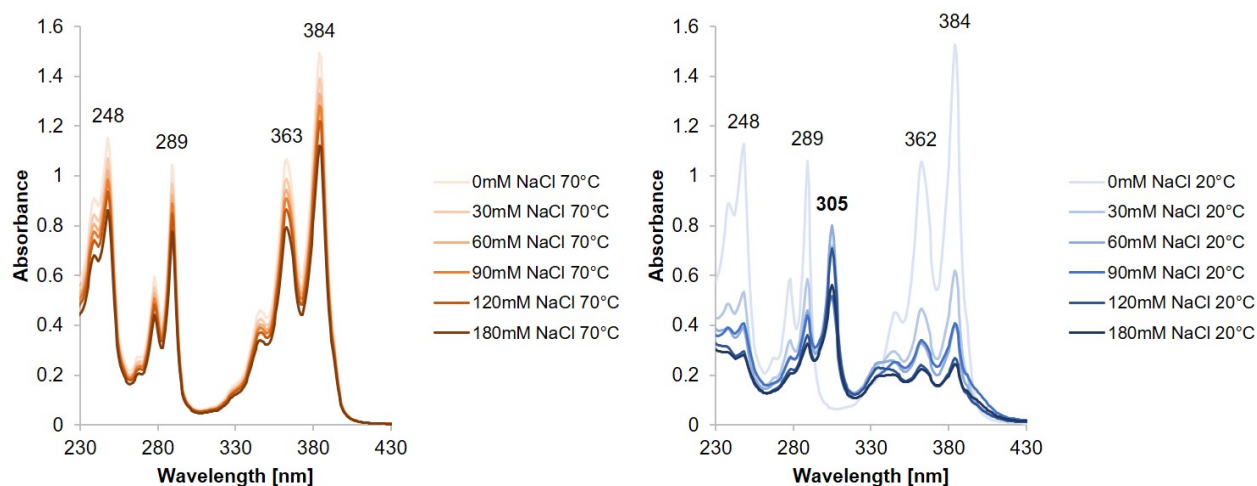 1.6
1.4
1.2
1
0.8
0.6
0.4
0.2
0
Absorbance
248
289
363
384
230
280
330
380
430
Wavelength [nm]
0mM NaCl 70°C
30mM NaCl 70°C
60mM NaCl 70°C
90mM NaCl 70°C
120mM NaCl 70°C
180mM NaCl 70°C
1.6
1.4
1.2
1
0.8
0.6
0.4
0.2
0
Absorbance
248
289
305
362
384
230
280
330
380
430
Wavelength [nm]
0mM NaCl 20°C
30mM NaCl 20°C
60mM NaCl 20°C
90mM NaCl 20°C
120mM NaCl 20°C
180mM NaCl 20°C